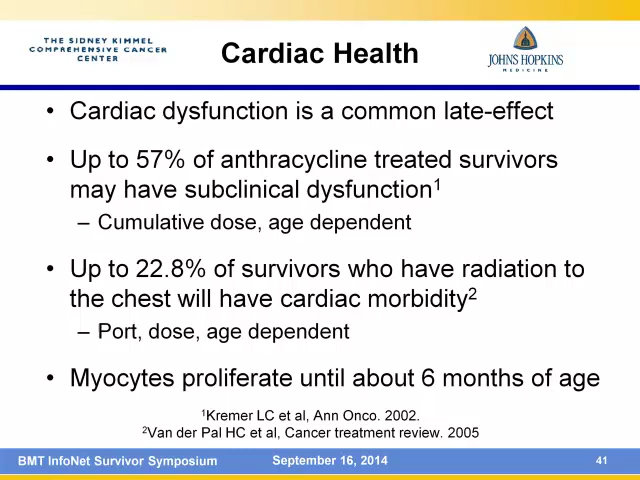 THE SIDNEY KIMMEL
COMPREHENSIVE CANCER
CENTER
Cardiac Health
JOHNS HOPKINS
MEDICINE
• Cardiac dysfunction is a common late-effect
• Up to 57% of anthracycline treated survivors
may have subclinical dysfunction¹
– Cumulative dose, age dependent
• Up to 22.8% of survivors who have radiation to
the chest will have cardiac morbidity²
– Port, dose, age dependent
• Myocytes proliferate until about 6 months of age
¹Kremer LC et al, Ann Onco. 2002.
²Van der Pal HC et al, Cancer treatment review. 2005
BMT InfoNet Survivor Symposium September 16, 2014 41